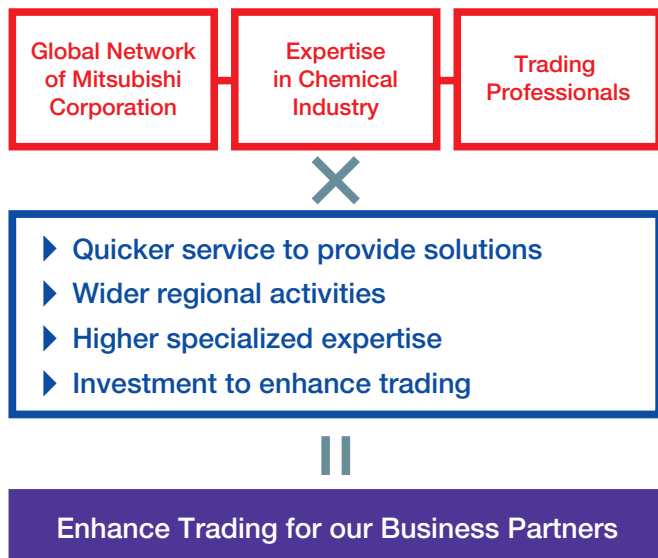 Global Network
of Mitsubishi
Corporation
Expertise
in Chemical
Industry
Trading
Professionals
Quicker service to provide solutions
Wider regional activities
Higher specialized expertise
Investment to enhance trading
Enhance Trading for our Business Partners